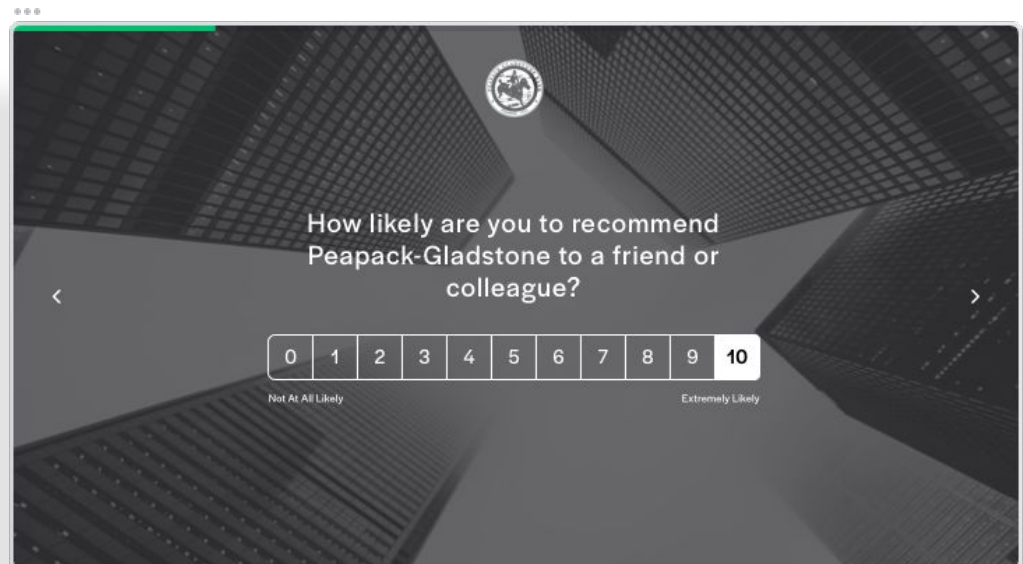 How likely are you to recommend
Peapack-Gladstone to a friend or
colleague?
0 1 2 3 4 5 6 7 8 9 10
Not At All Likely Extremely Likely